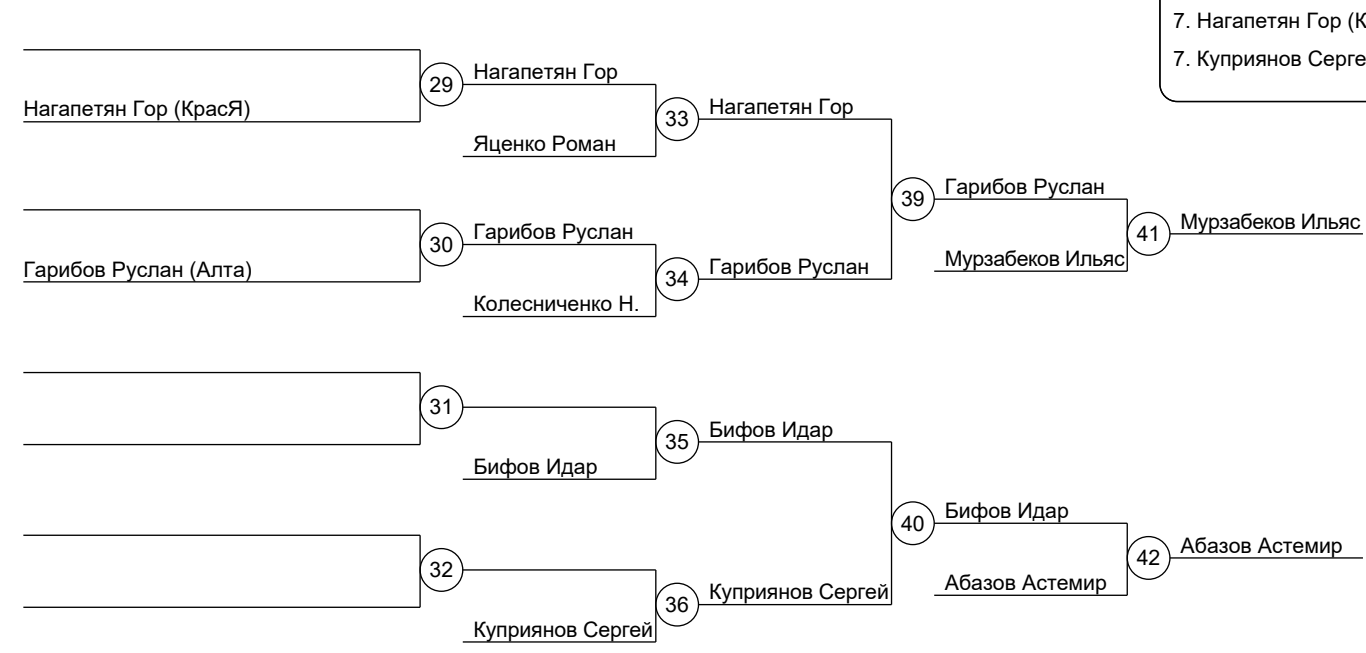 7. Нагапетян Гор (К
7. Куприянов Серге
29
Нагапетян Гор
Нагапетян Гор (КрасЯ)
33
Нагапетян Гор
Яценко Роман
39
Гарибов Руслан
30
Гарибов Руслан
41
Мурзабеков Ильяс
Гарибов Руслан (Алта)
34
Гарибов Руслан
Мурзабеков Ильяс
Колесниченко Н.
31
35
Бифов Идар
Бифов Идар
40
Бифов Идар
42
Абазов Астемир
32
Абазов Астемир
36
Куприянов Сергей
Куприянов Сергей